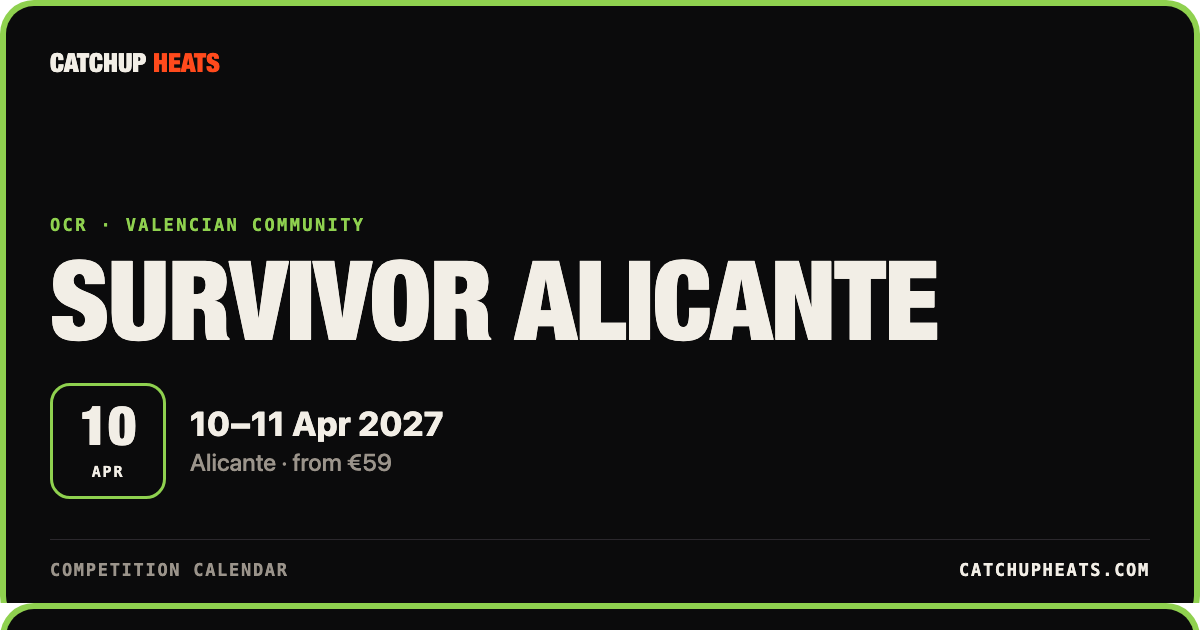 CATCHUP HEATS
OCR · VALENCIAN COMMUNITY
SURVIVOR ALICANTE
10
APR
10–11 Apr 2027
Alicante · from €59
COMPETITION CALENDAR
CATCHUPHEATS.COM